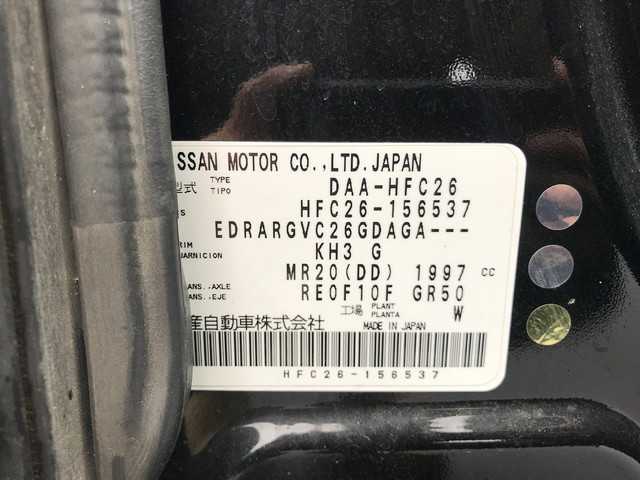 SSAN MOTOR CO.,LTD.JAPAN
型式 TYPE TIPO DAA-HFC26
S HFC26-156537
EDRARGVC26GDAGA---
RIM UARNICION KH3 G
MR20(DD) 1997 CC
ANS.AXLE ANS.EJE RE0F10F GR50
工場 PLANT PLANTA W
産自動車株式会社 MADE IN JAPAN
HFC26-156537